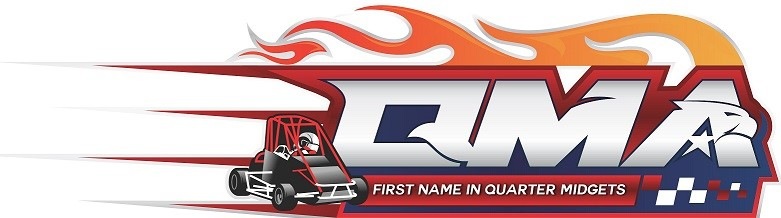 QMA
FIRST NAME IN QUARTER MIDGETS